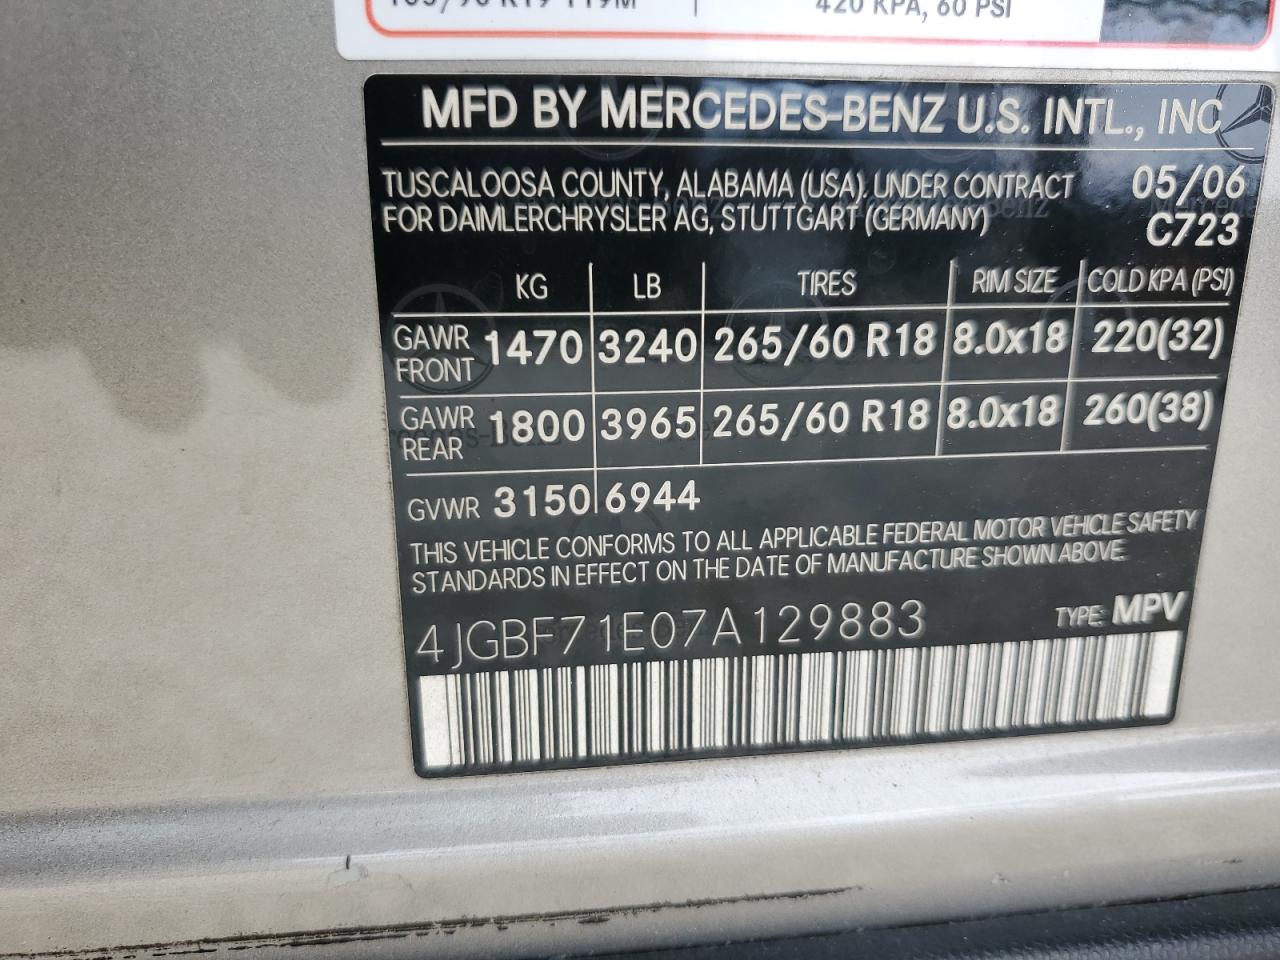 165/90 R19 119M 420 KPA, 60 PSI
MFD BY MERCEDES-BENZ U.S. INTL., INC
TUSCALOOSA COUNTY, ALABAMA (USA). UNDER CONTRACT 05/06
FOR DAIMLERCHRYSLER AG, STUTTGART (GERMANY) C723
KG LB TIRES RIM SIZE COLD KPA (PSI)
GAWR FRONT 1470 3240 265/60 R18 8.0x18 220(32)
GAWR REAR 1800 3965 265/60 R18 8.0x18 260(38)
GVWR 3150 6944
THIS VEHICLE CONFORMS TO ALL APPLICABLE FEDERAL MOTOR VEHICLE SAFETY
STANDARDS IN EFFECT ON THE DATE OF MANUFACTURE SHOWN ABOVE.
4JGBF71E07A129883 TYPE: MPV